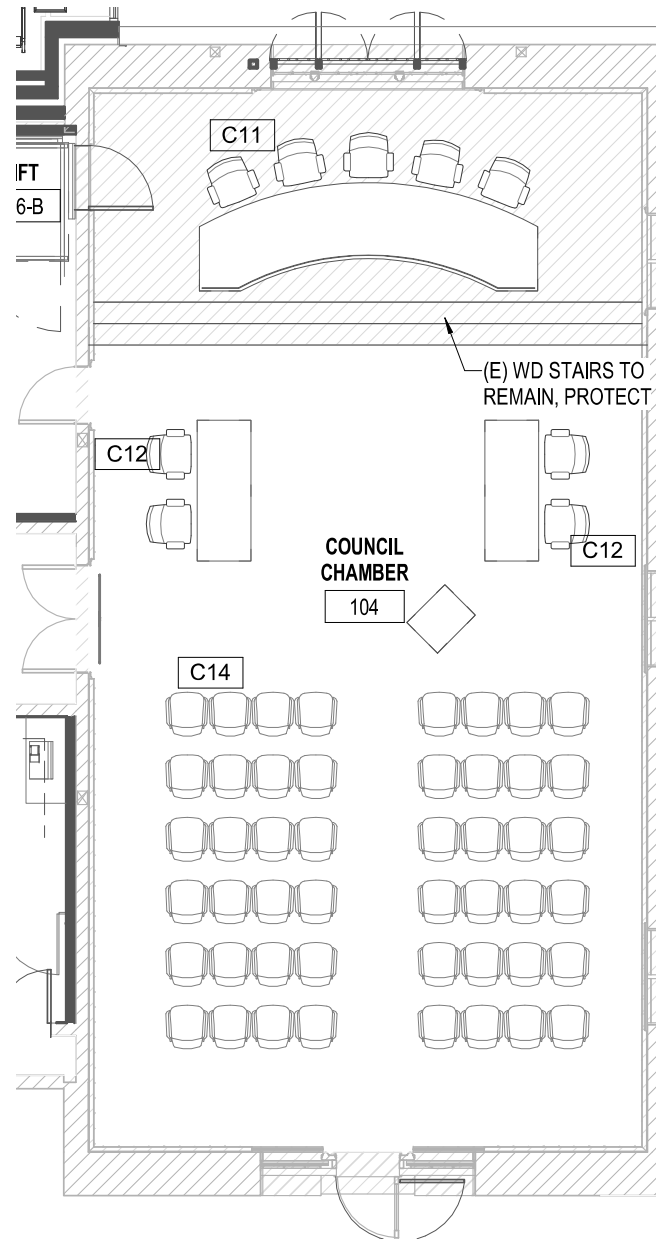 C11
IFT
6-B
(E) WD STAIRS TO
REMAIN, PROTECT
C12
C12
COUNCIL
CHAMBER
104
C14